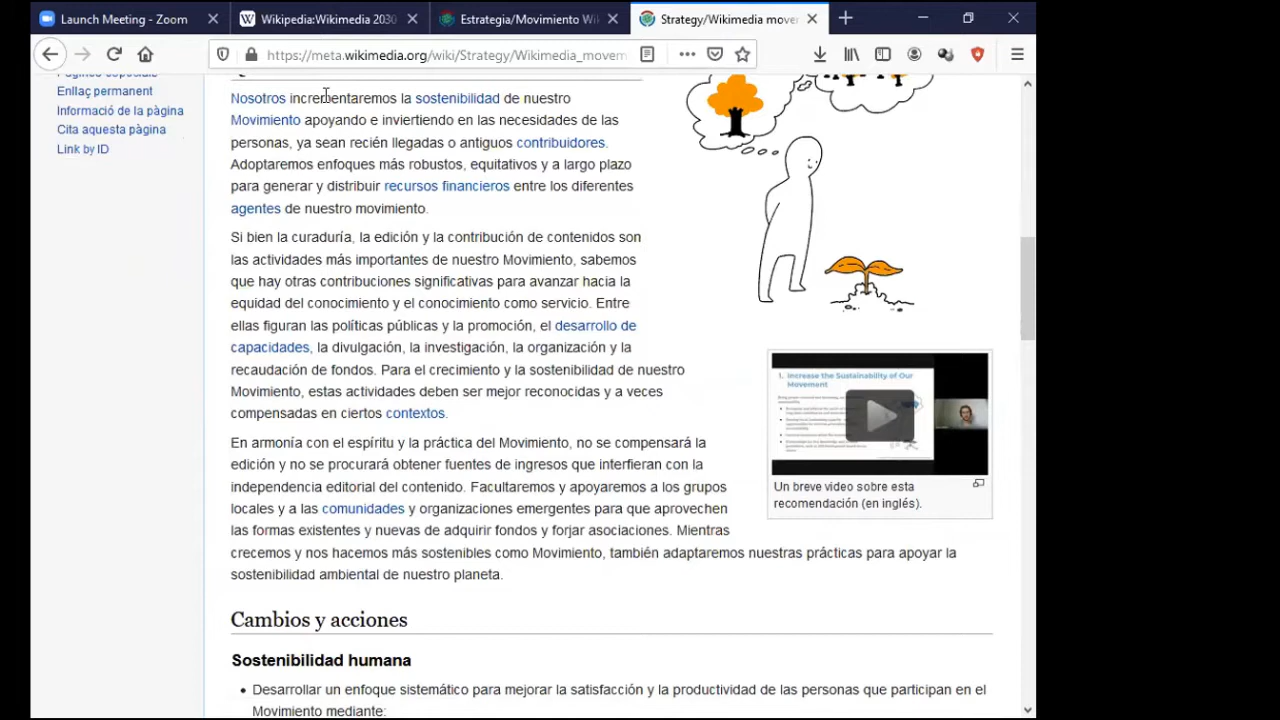 Launch Meeting - Zoom
Wikipedia:Wikimedia 2030
Estrategia/Movimiento Wi
Strategy/Wikimedia mov
https://meta.wikimedia.org/wiki/Strategy/Wikimedia_movem
Pàgines especials
Enllaç permanent
Informació de la pàgina
Cita aquesta pàgina
Link by ID
Nosotros incrementaremos la sostenibilidad de nuestro
Movimiento apoyando e inviertiendo en las necesidades de las
personas, ya sean recién llegadas o antiguos contribuidores.
Adoptaremos enfoques más robustos, equitativos y a largo plazo
para generar y distribuir recursos financieros entre los diferentes
agentes de nuestro movimiento.
Si bien la curaduría, la edición y la contribución de contenidos son
las actividades más importantes de nuestro Movimiento, sabemos
que hay otras contribuciones significativas para avanzar hacia la
equidad del conocimiento y el conocimiento como servicio. Entre
ellas figuran las políticas públicas y la promoción, el desarrollo de
capacidades, la divulgación, la investigación, la organización y la
recaudación de fondos. Para el crecimiento y la sostenibilidad de nuestro
Movimiento, estas actividades deben ser mejor reconocidas y a veces
compensadas en ciertos contextos.
En armonía con el espíritu y la práctica del Movimiento, no se compensará la
edición y no se procurará obtener fuentes de ingresos que interfieran con la
independencia editorial del contenido. Facultaremos y apoyaremos a los grupos
locales y a las comunidades y organizaciones emergentes para que aprovechen
las formas existentes y nuevas de adquirir fondos y forjar asociaciones. Mientras
crecemos y nos hacemos más sostenibles como Movimiento, también adaptaremos nuestras prácticas para apoyar la
sostenibilidad ambiental de nuestro planeta.
1. Increase the Sustainability of Our
Movement
Un breve video sobre esta
recomendación (en inglés).
Cambios y acciones
Sostenibilidad humana
• Desarrollar un enfoque sistemático para mejorar la satisfacción y la productividad de las personas que participan en el
Movimiento mediante: